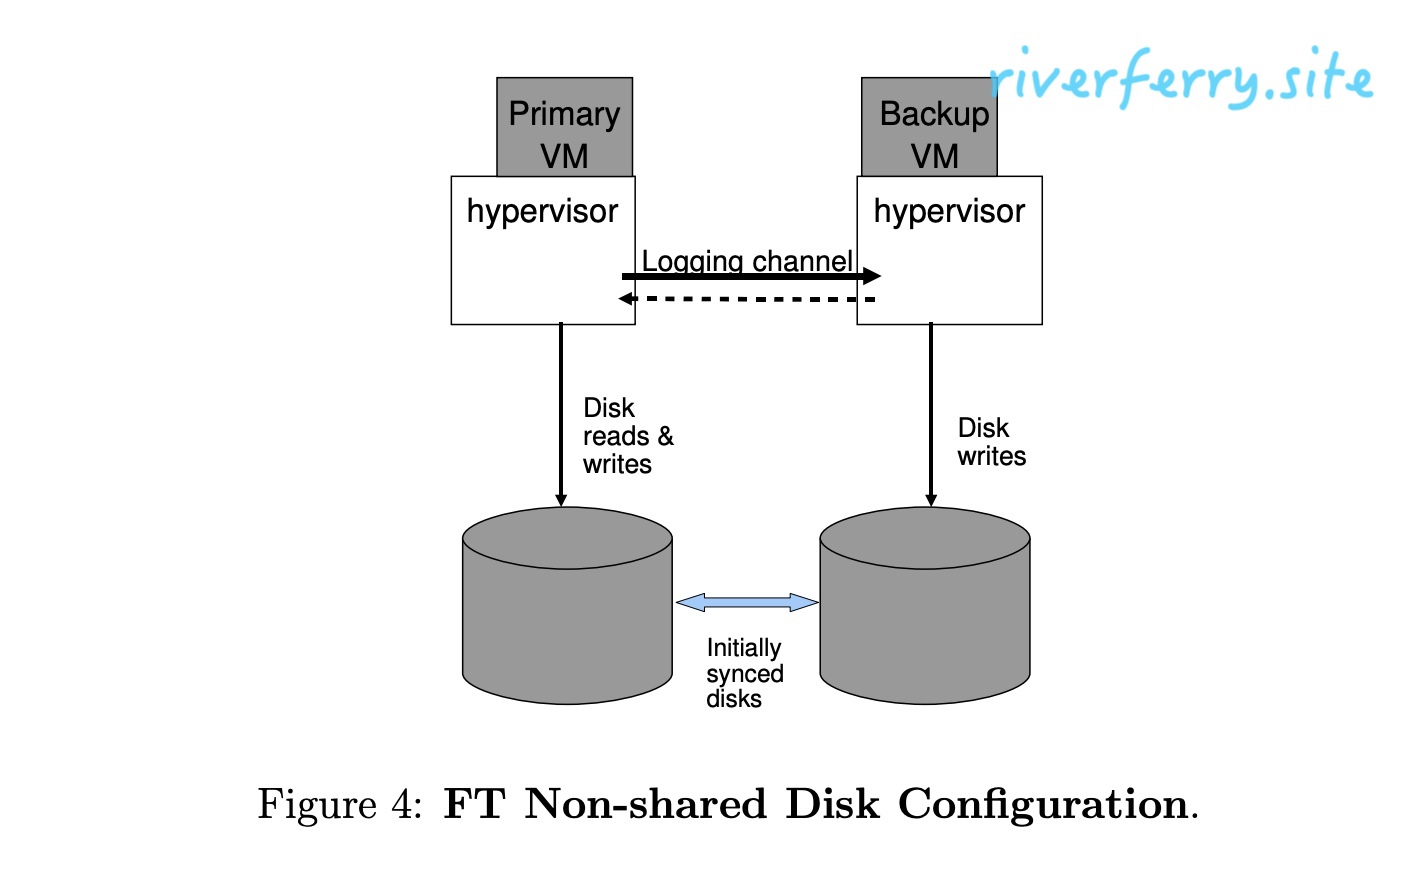 riverferry.site
Primary
VM
Backup
VM
hypervisor
hypervisor
Logging channel
Disk
reads &
writes
Disk
writes
Initially
synced
disks
Figure 4: FT Non-shared Disk Configuration.